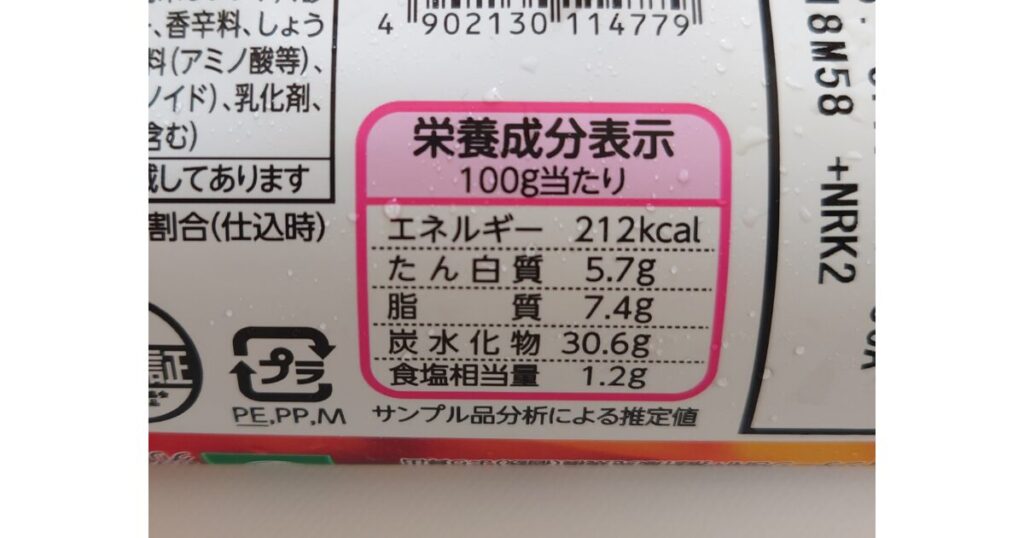 4 902130 114779
、香辛料、しょう
料(アミノ酸等)、
ノイド)、乳化剤、
含む)
してあります
割合(仕込時)
栄養成分表示
100g当たり
エネルギー 212kcal
たん白質 5.7g
脂質 7.4g
炭水化物 30.6g
食塩相当量 1.2g
サンプル品分析による推定値
プラ
PE,PP,M
18M58 +NRK2
証